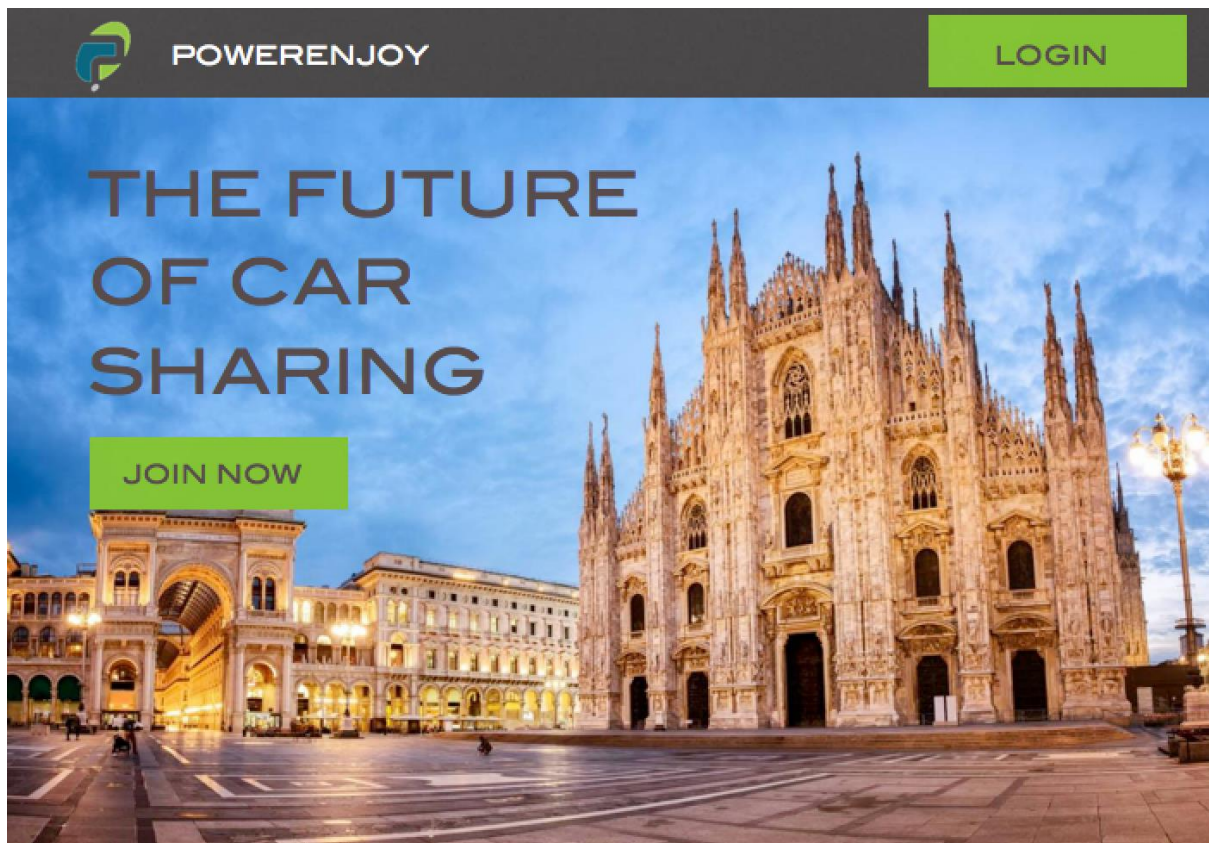 POWERENJOY
LOGIN
THE FUTURE
OF CAR
SHARING
JOIN NOW